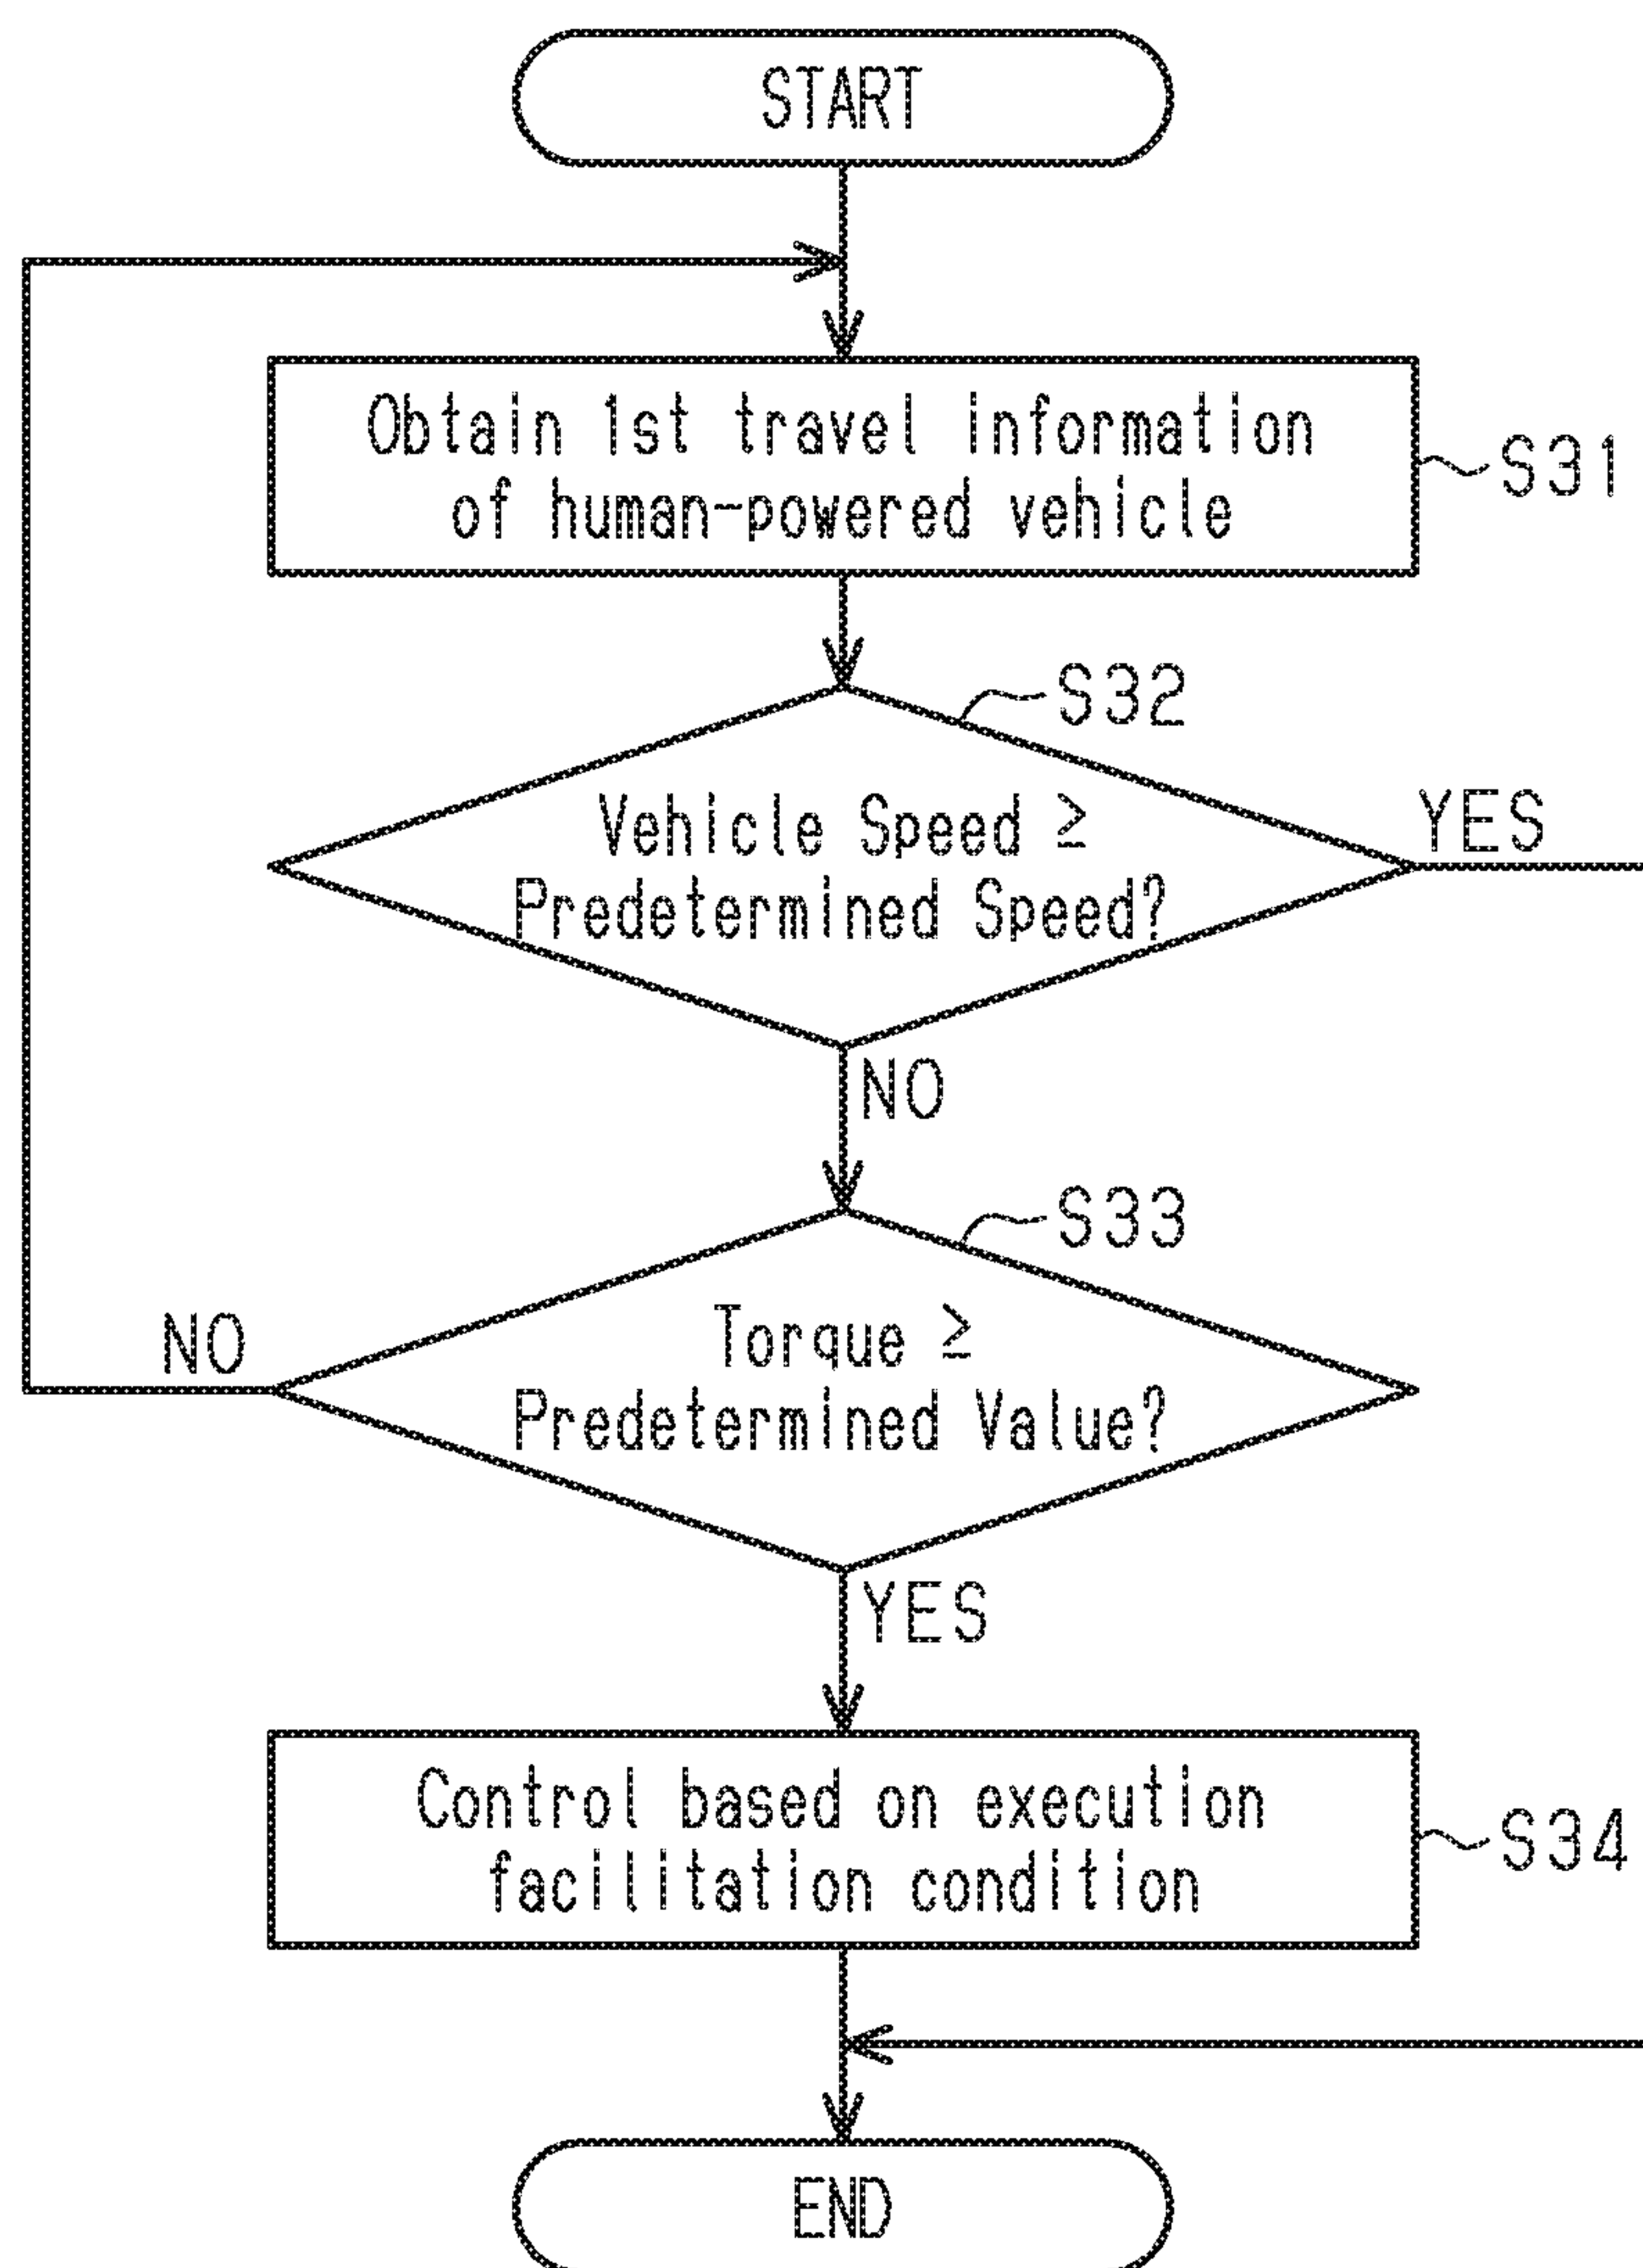 START
Obtain 1st travel information
of human-powered vehicle
S31
S32
Vehicle Speed ≥
Predetermined Speed?
YES
NO
S33
Torque ≥
Predetermined Value?
NO
YES
Control based on execution
facilitation condition
S34
END